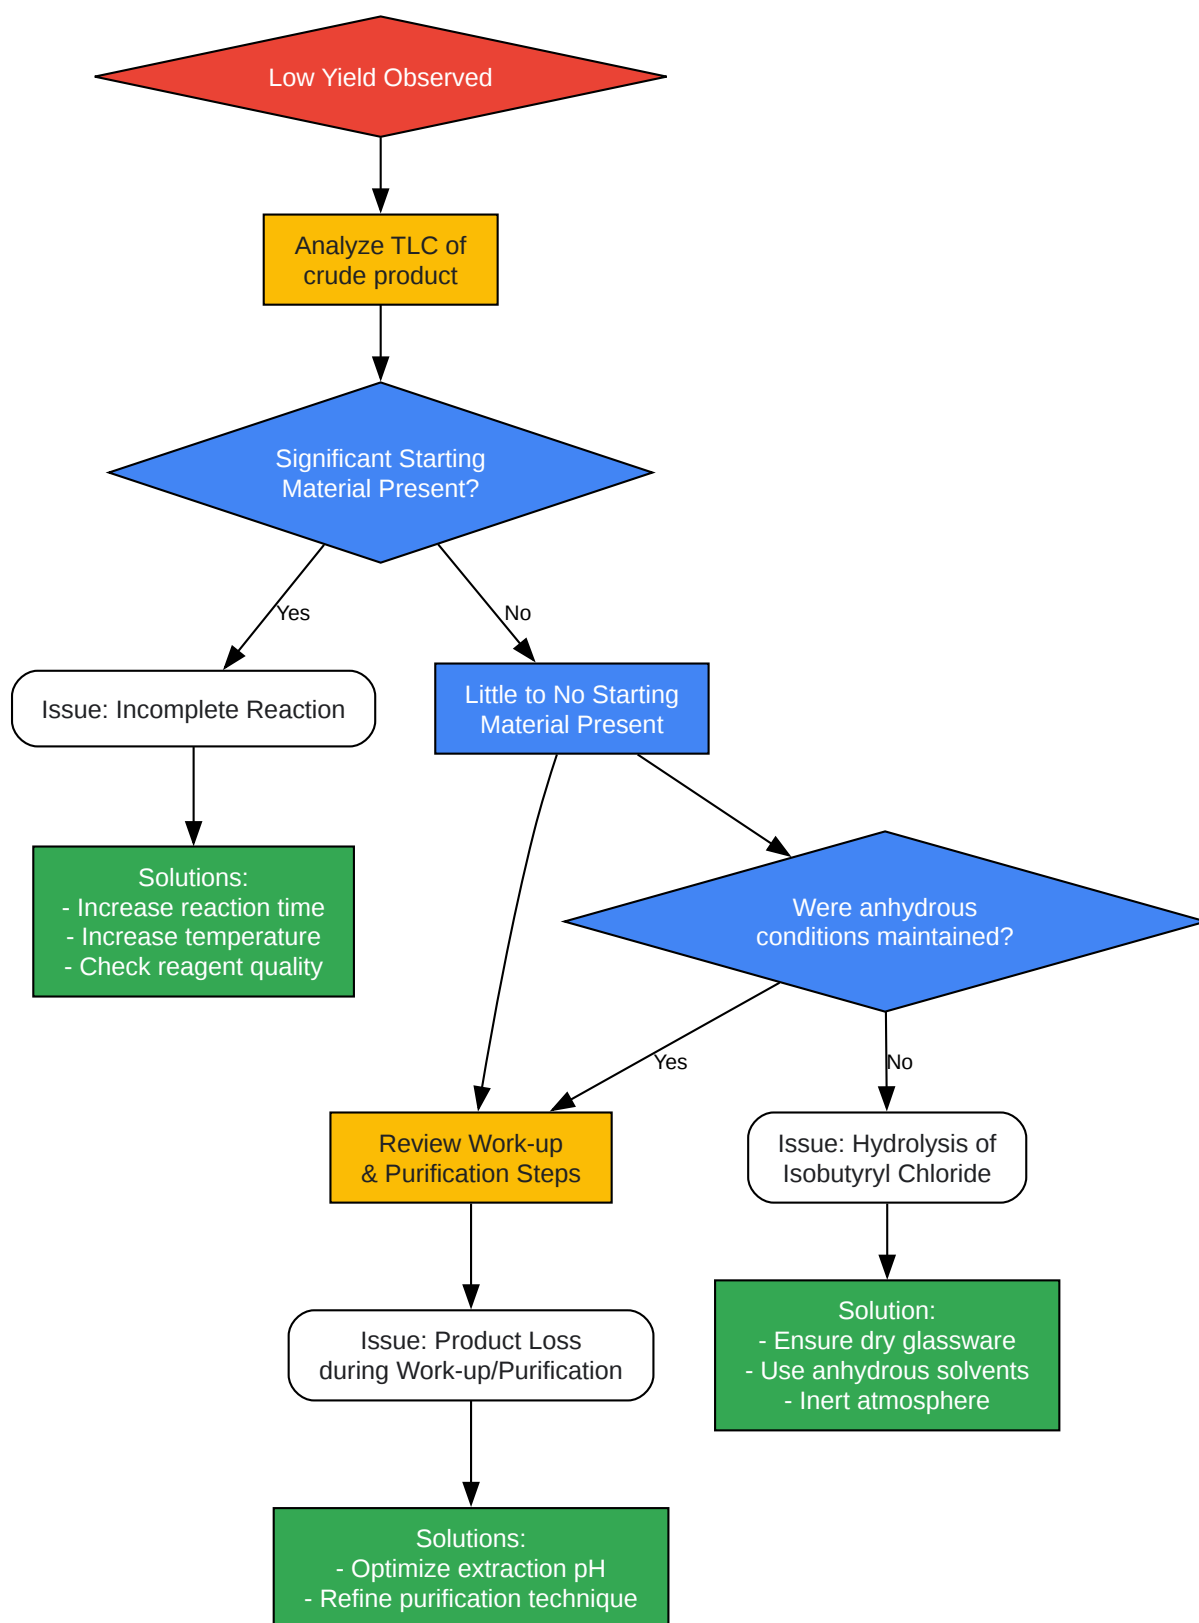 Low Yield Observed
Analyze TLC of
crude product
Significant Starting
Material Present?
Yes
No
Issue: Incomplete Reaction
Little to No Starting
Material Present
Solutions:
- Increase reaction time
- Increase temperature
- Check reagent quality
Were anhydrous
conditions maintained?
Yes
No
Review Work-up
& Purification Steps
Issue: Hydrolysis of
Isobutyryl Chloride
Issue: Product Loss
during Work-up/Purification
Solution:
- Ensure dry glassware
- Use anhydrous solvents
- Inert atmosphere
Solutions:
- Optimize extraction pH
- Refine purification technique